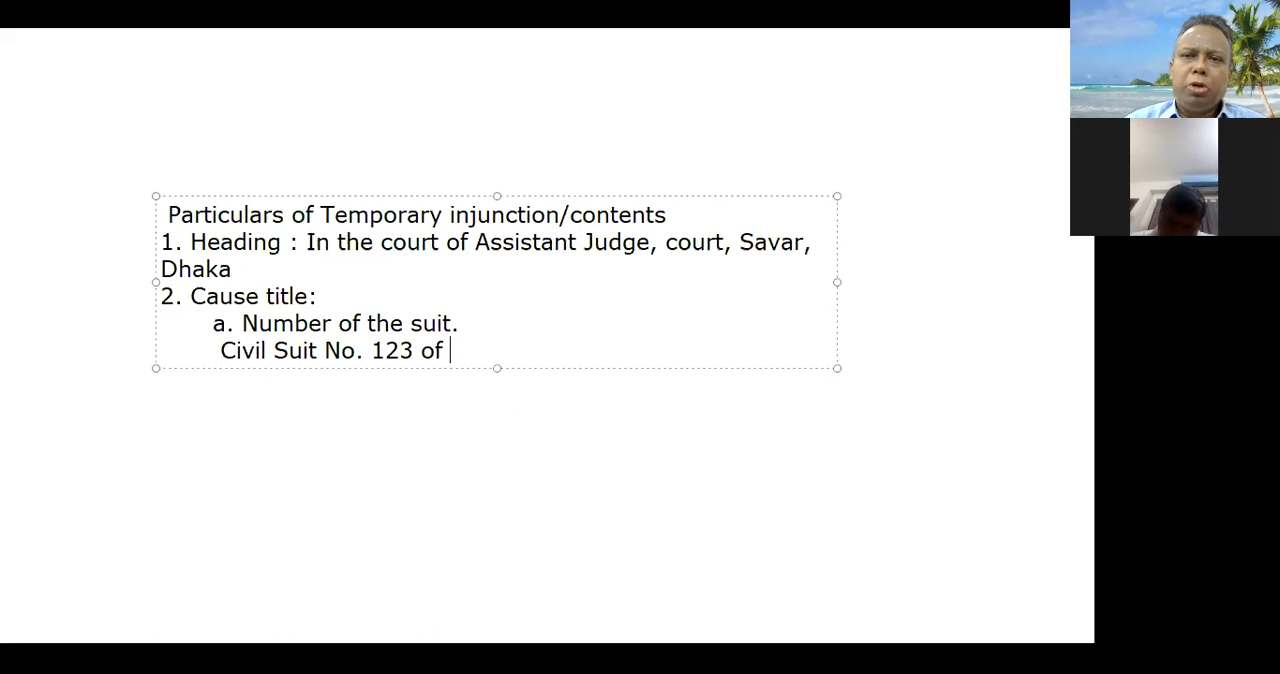 Particulars of Temporary injunction/contents
1. Heading : In the court of Assistant Judge, court, Savar,
Dhaka
2. Cause title:
a. Number of the suit.
Civil Suit No. 123 of